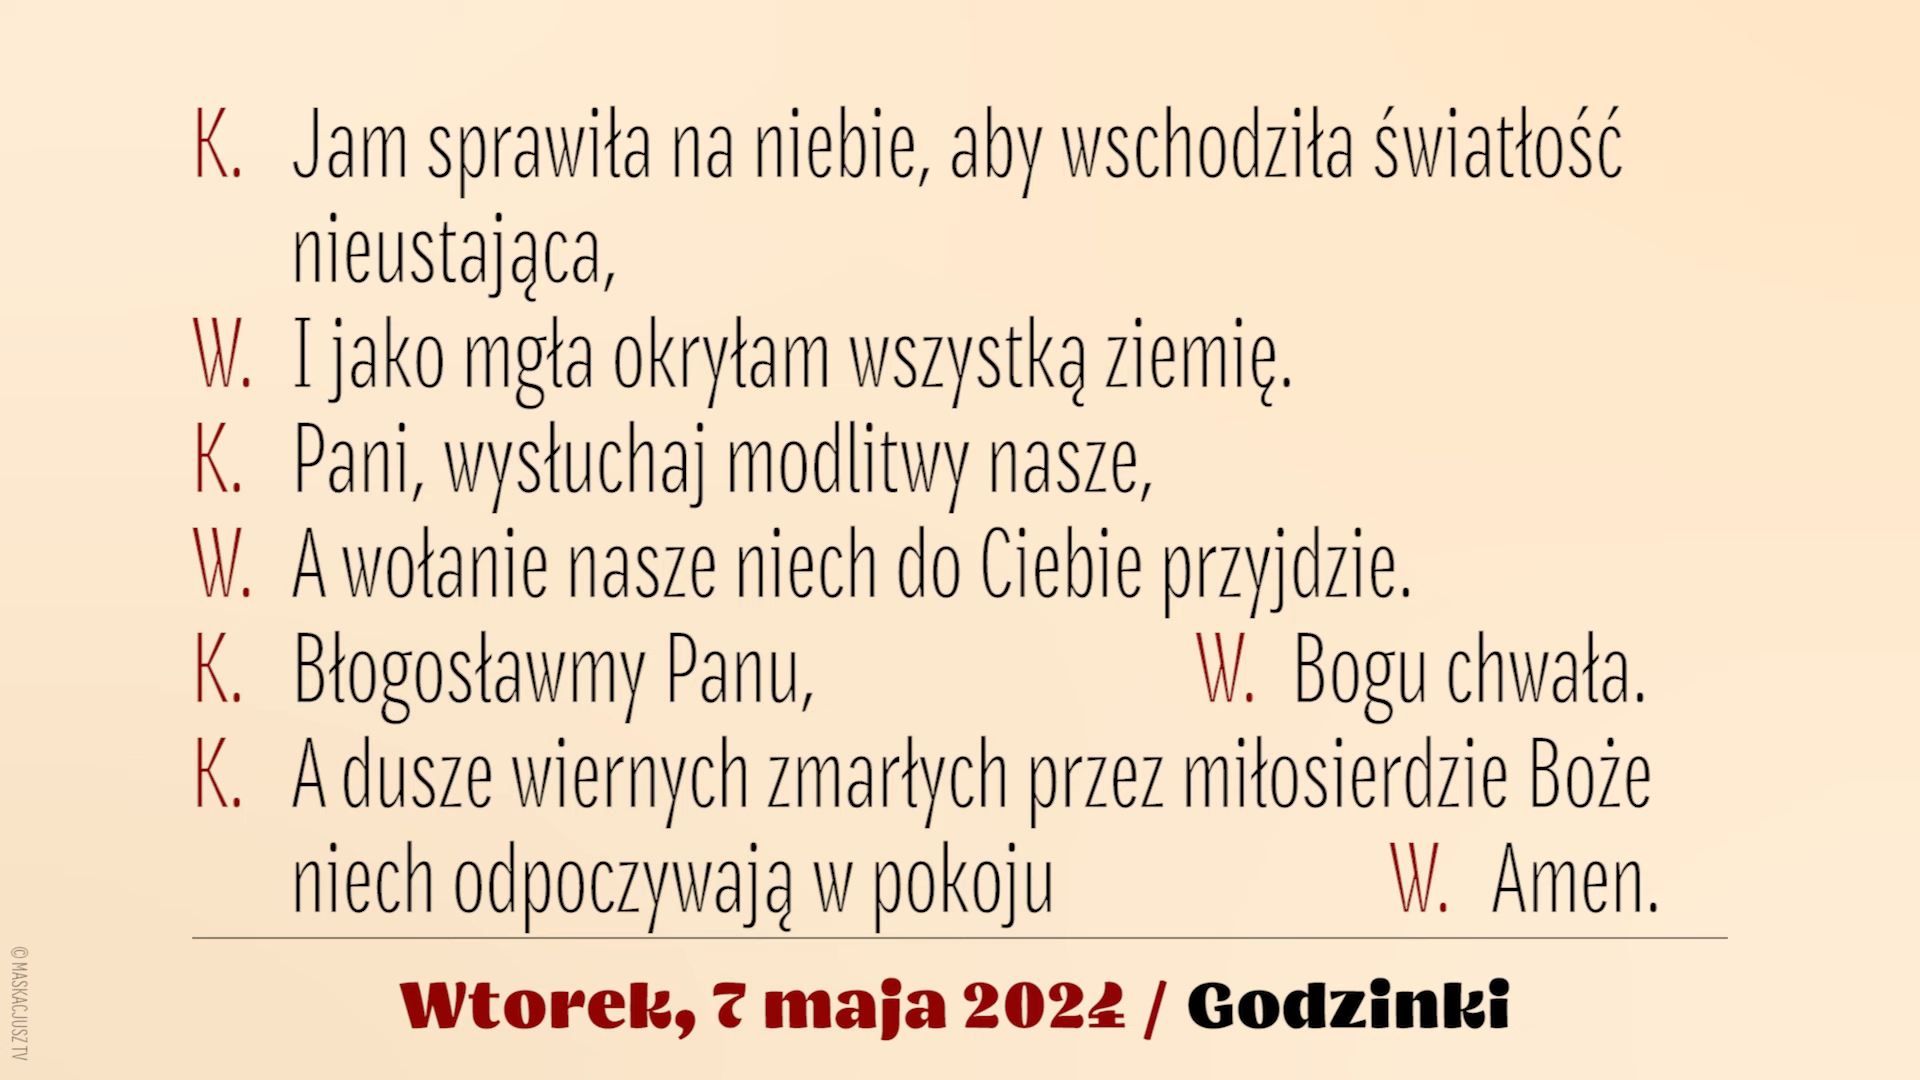 K. Jam sprawiła na niebie, aby wschodziła światłość
nieustająca,
W. I jako mgła okryłam wszystką ziemię.
K. Pani, wysłuchaj modlitwy nasze,
W. A wołanie nasze niech do Ciebie przyjdzie.
K. Błogosławmy Panu, W. Bogu chwała.
K. A dusze wiernych zmarłych przez miłosierdzie Boże
niech odpoczywają w pokoju W. Amen.
Wtorek, 7 maja 2024 / Godzinki
© MASKACJUSZ TV